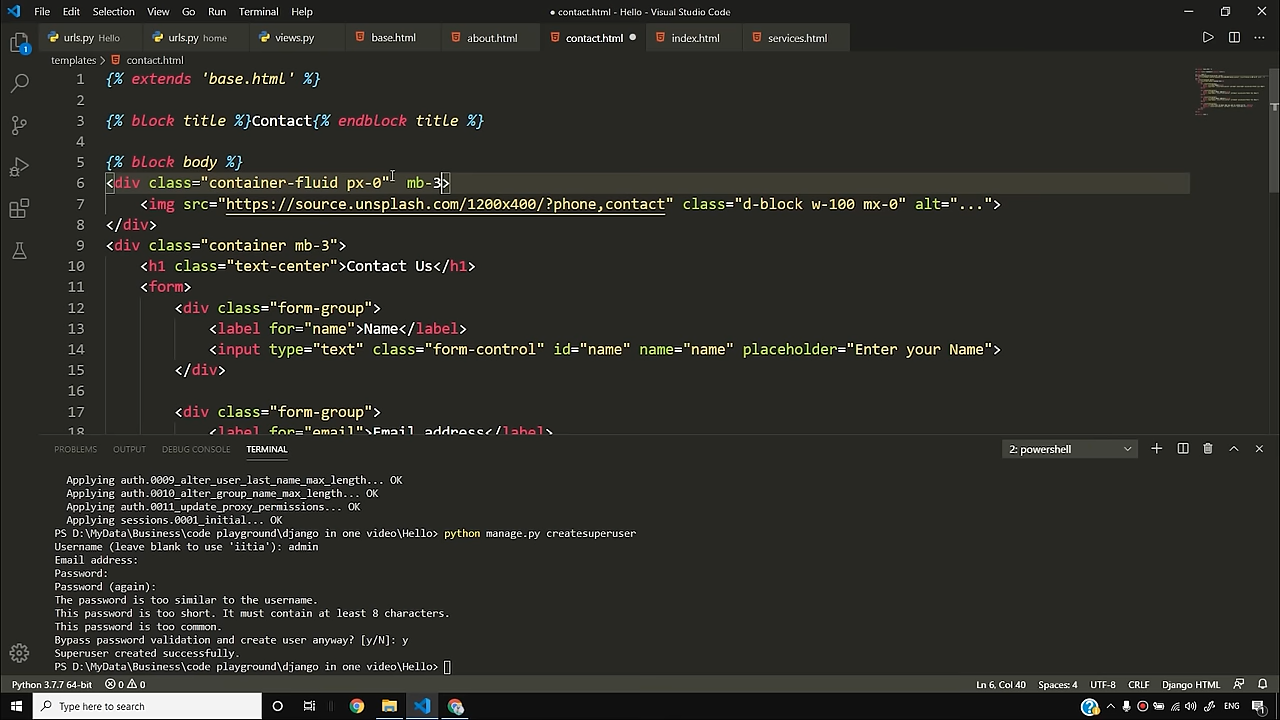 File Edit Selection View Go Run Terminal Help
● contact.html - Hello - Visual Studio Code
urls.py Hello urls.py home views.py base.html about.html contact.html index.html services.html
templates > contact.html
1 {% extends 'base.html' %}
2
3 {% block title %}Contact{% endblock title %}
4
5 {% block body %}
6 <div class="container-fluid px-0"  mb-3>
7 <img src="https://source.unsplash.com/1200x400/?phone,contact" class="d-block w-100 mx-0" alt="...">
8 </div>
9 <div class="container mb-3">
10 <h1 class="text-center">Contact Us</h1>
11 <form>
12 <div class="form-group">
13 <label for="name">Name</label>
14 <input type="text" class="form-control" id="name" name="name" placeholder="Enter your Name">
15 </div>
16
17 <div class="form-group">
18 <label for="email">Email address</label>
PROBLEMS OUTPUT DEBUG CONSOLE TERMINAL 2: powershell
Applying auth.0009_alter_user_last_name_max_length... OK
Applying auth.0010_alter_group_name_max_length... OK
Applying auth.0011_update_proxy_permissions... OK
Applying sessions.0001_initial... OK
PS D:\MyData\Business\code playground\django in one video\Hello> python manage.py createsuperuser
Username (leave blank to use 'iitia'): admin
Email address:
Password:
Password (again):
The password is too similar to the username.
This password is too short. It must contain at least 8 characters.
This password is too common.
Bypass password validation and create user anyway? [y/N]: y
Superuser created successfully.
PS D:\MyData\Business\code playground\django in one video\Hello>
Python 3.7.7 64-bit 0 0 Ln 6, Col 40 Spaces: 4 UTF-8 CRLF Django HTML
Type here to search ENG